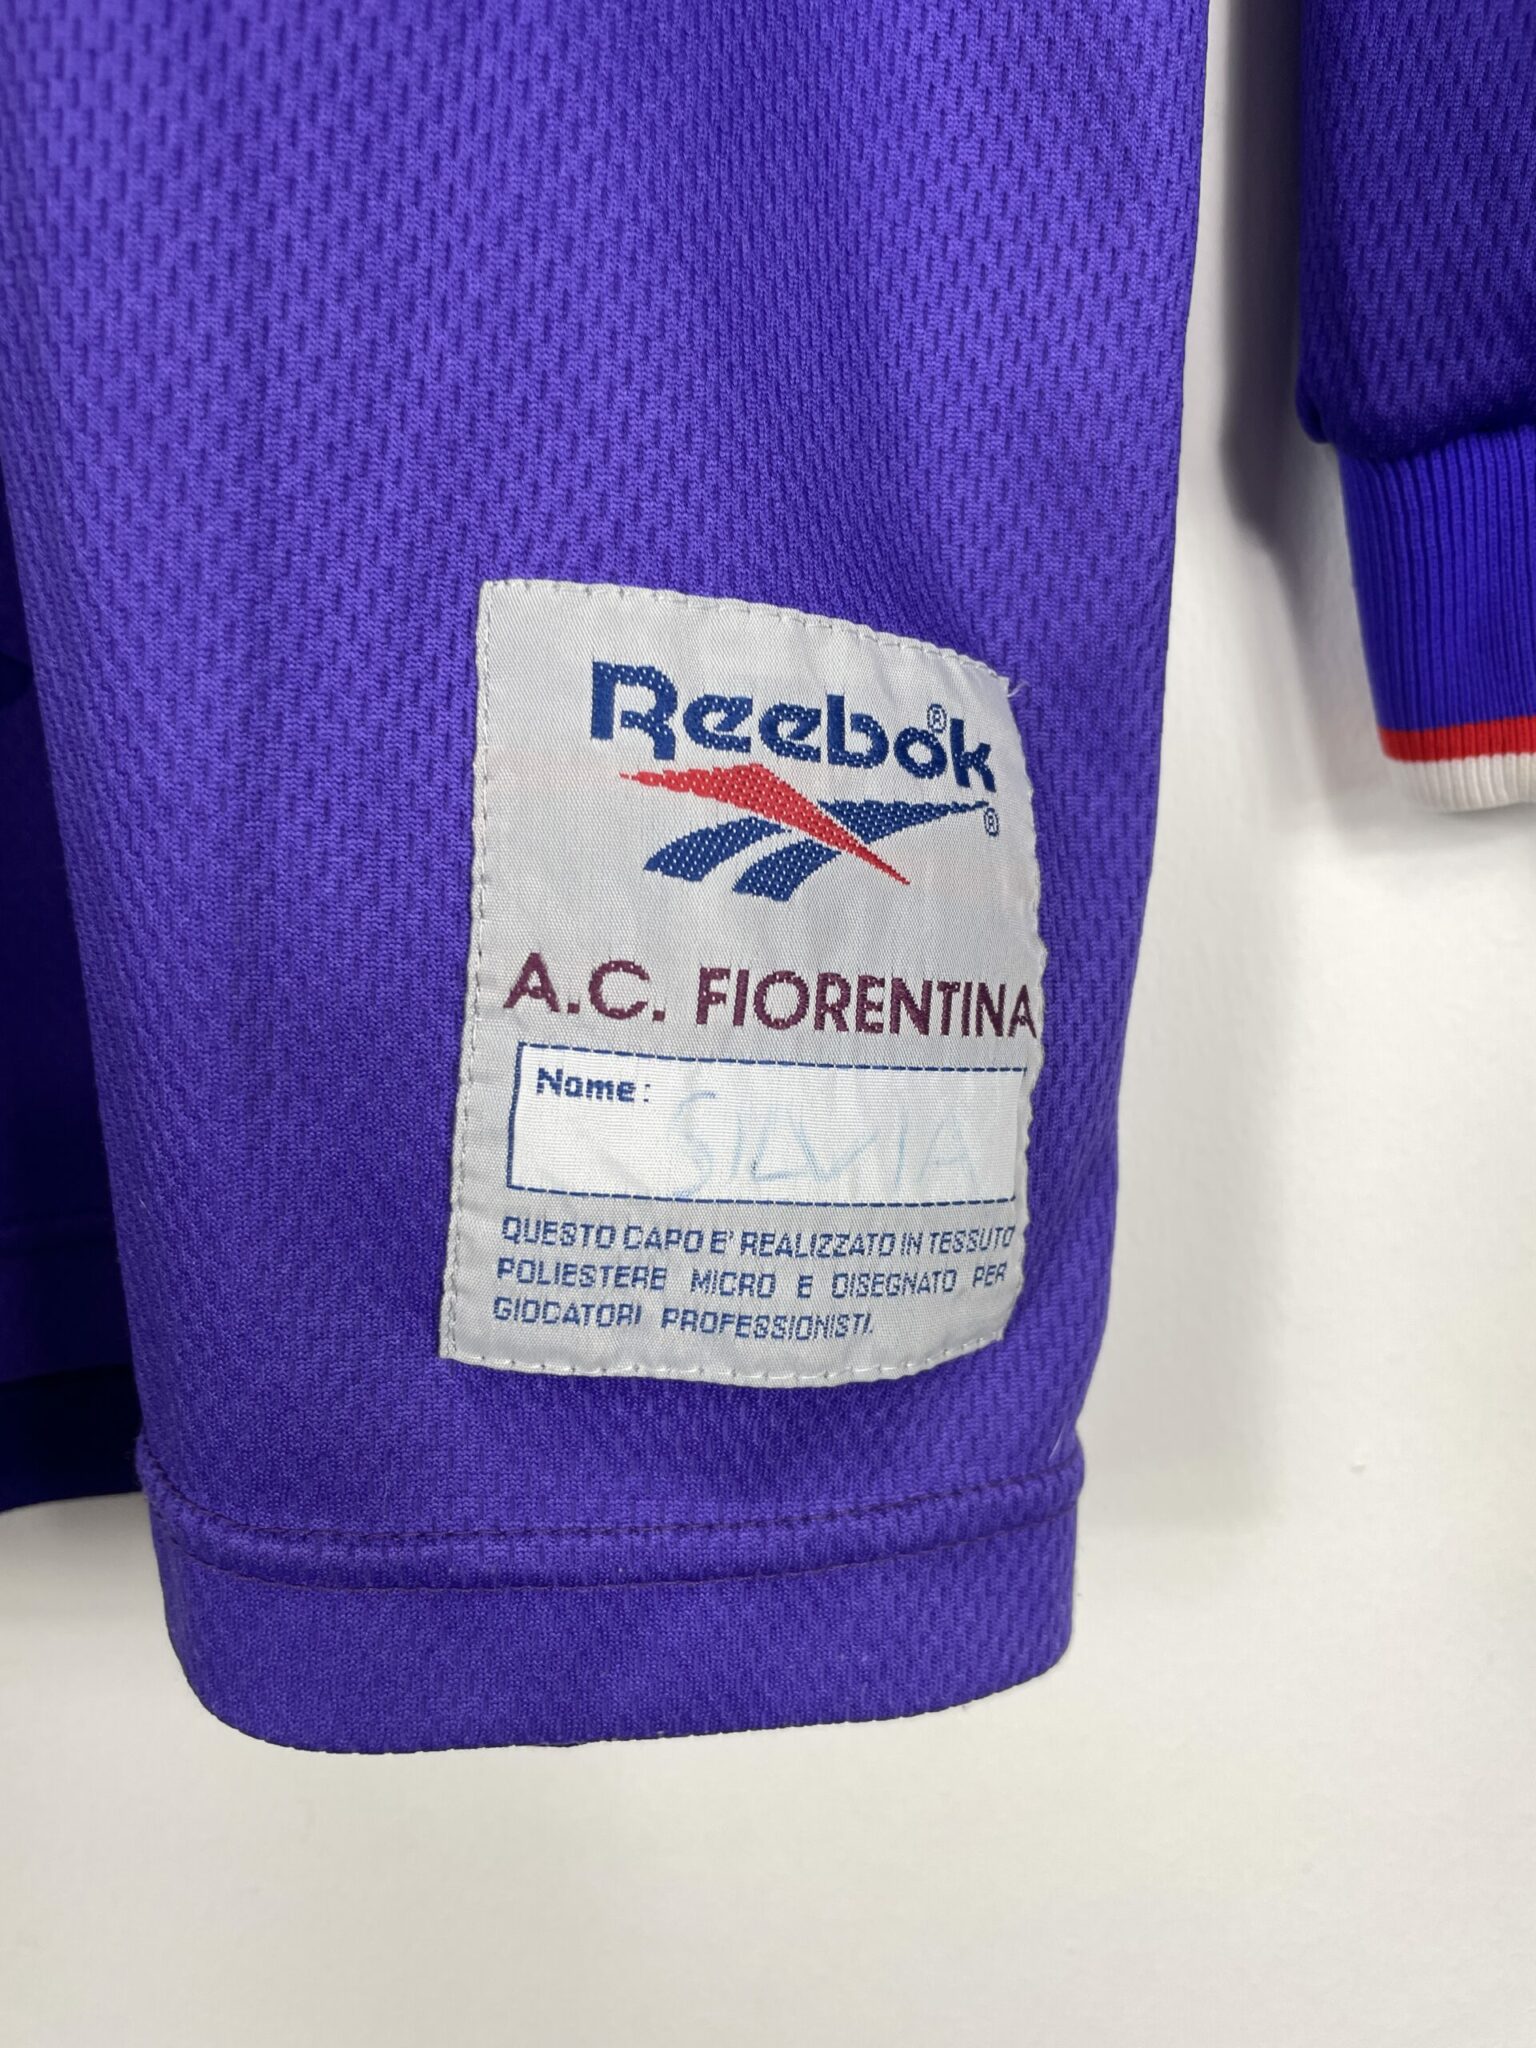 Reebok®
®
A.C. FIORENTINA
Name: SILVIA
QUESTO CAPO E' REALIZZATO IN TESSUTO
POLIESTERE MICRO E DISEGNATO PER
GIOCATORI PROFESSIONISTI.